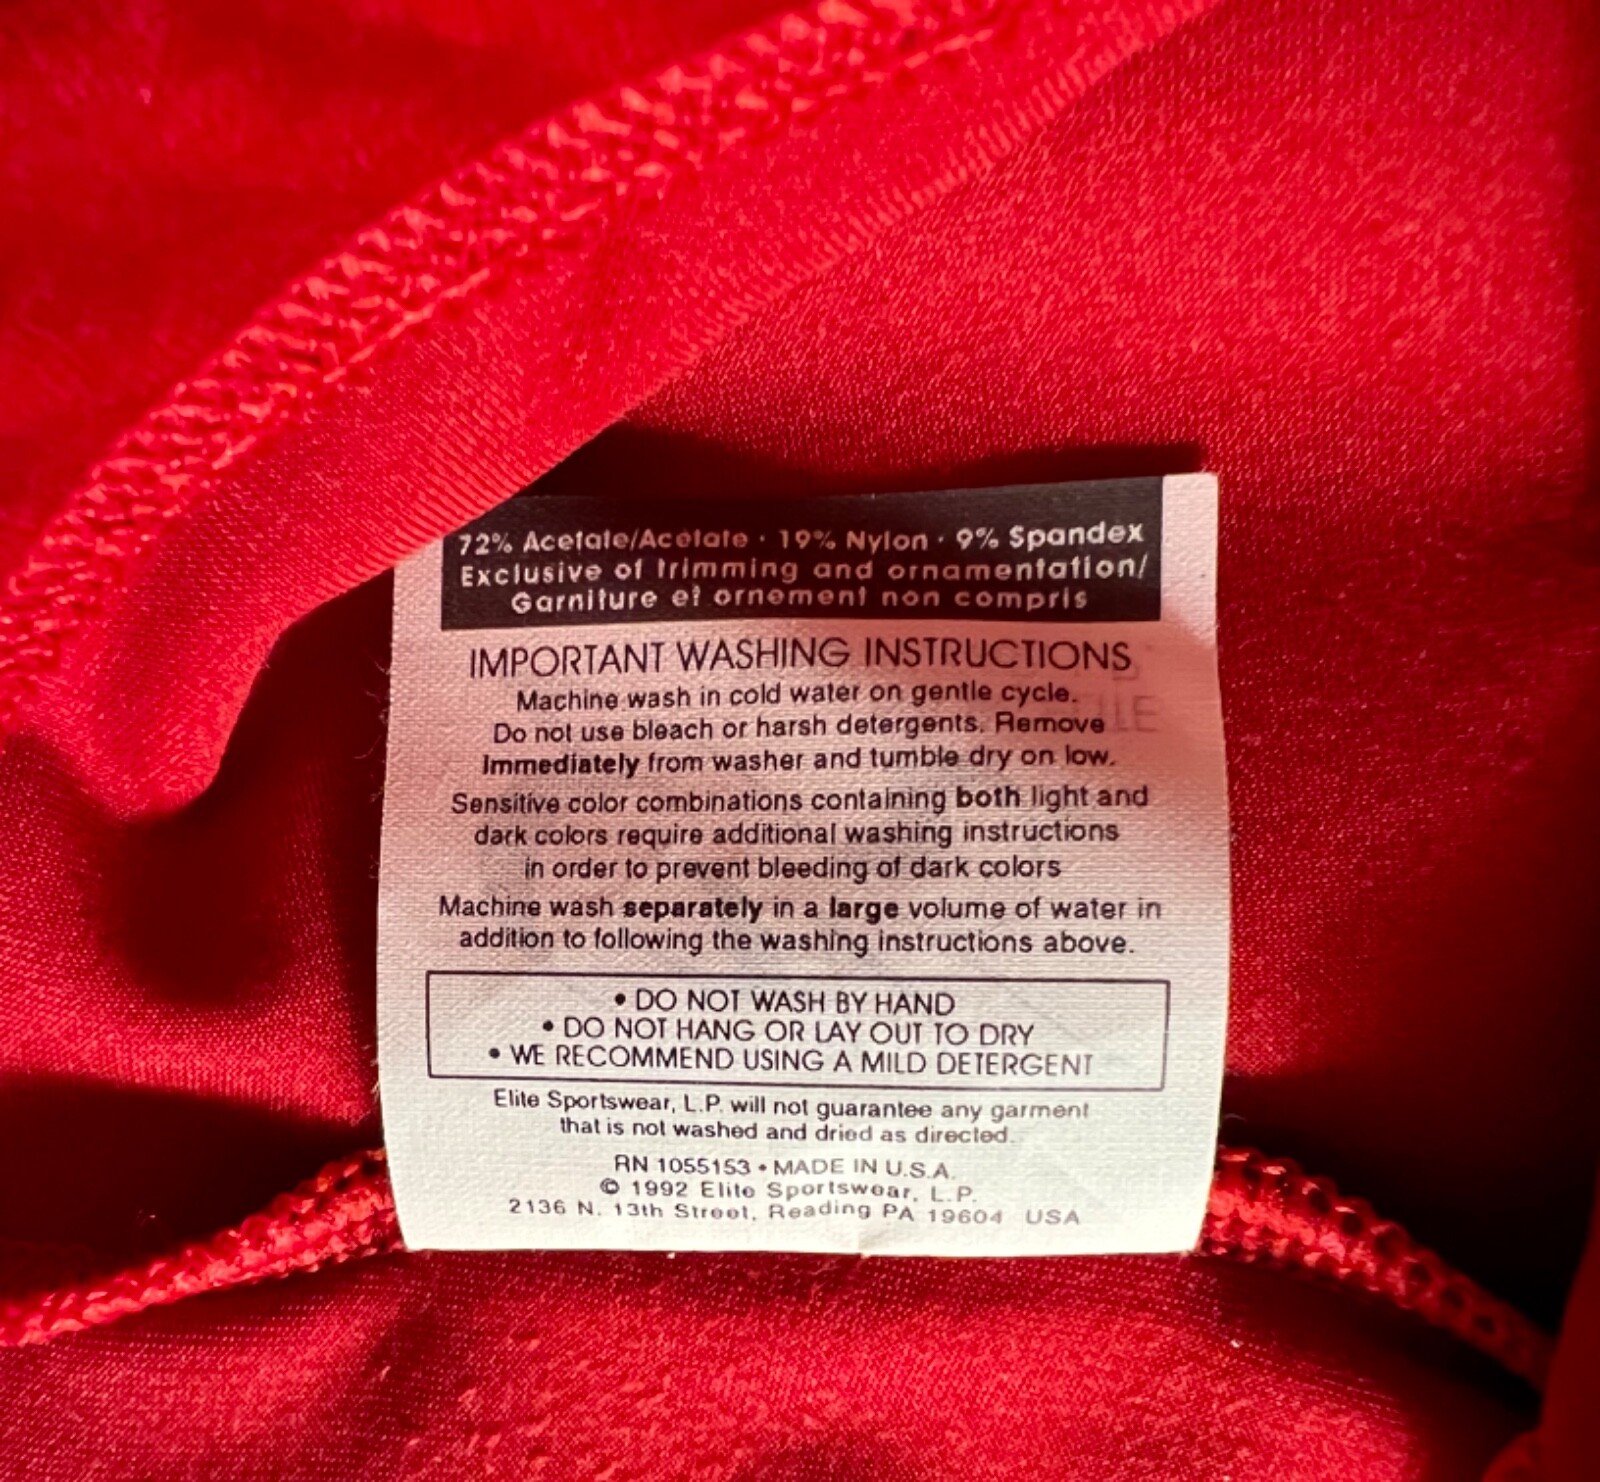 72% Acetate/Acétate · 19% Nylon · 9% Spandex
Exclusive of trimming and ornamentation/
Garniture et ornement non compris
IMPORTANT WASHING INSTRUCTIONS
Machine wash in cold water on gentle cycle.
Do not use bleach or harsh detergents. Remove
immediately from washer and tumble dry on low.
Sensitive color combinations containing both light and
dark colors require additional washing instructions
in order to prevent bleeding of dark colors
Machine wash separately in a large volume of water in
addition to following the washing instructions above.
• DO NOT WASH BY HAND
• DO NOT HANG OR LAY OUT TO DRY
• WE RECOMMEND USING A MILD DETERGENT
Elite Sportswear, L.P. will not guarantee any garment
that is not washed and dried as directed.
RN 1055153 • MADE IN U.S.A.
© 1992 Elite Sportswear, L.P.
2136 N. 13th Street, Reading PA 19604 USA